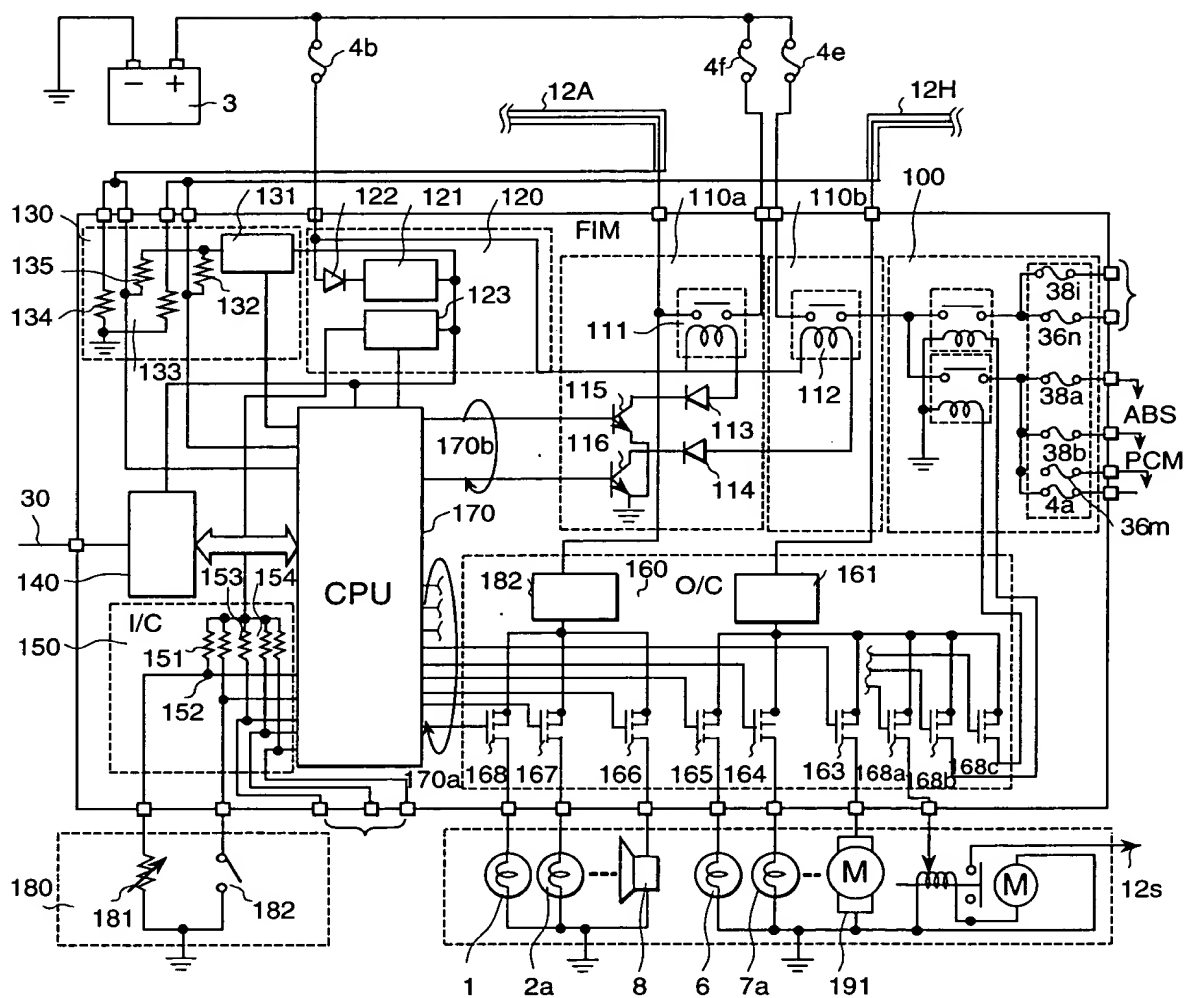 4b
4f
4e
− +
3
12A
12H
130
131
122
121
120
110a
110b
100
FIM
135
132
123
38i
134
111
36n
133
112
115
38a
ABS
116
170b
113
38b
PCM
114
4a
36m
30
170
140
153
154
CPU
182
160
O/C
161
I/C
150
151
152
170a
168
167
166
165
164
163
168a
168b
168c
180
M
M
12s
181
182
1
2a
8
6
7a
191